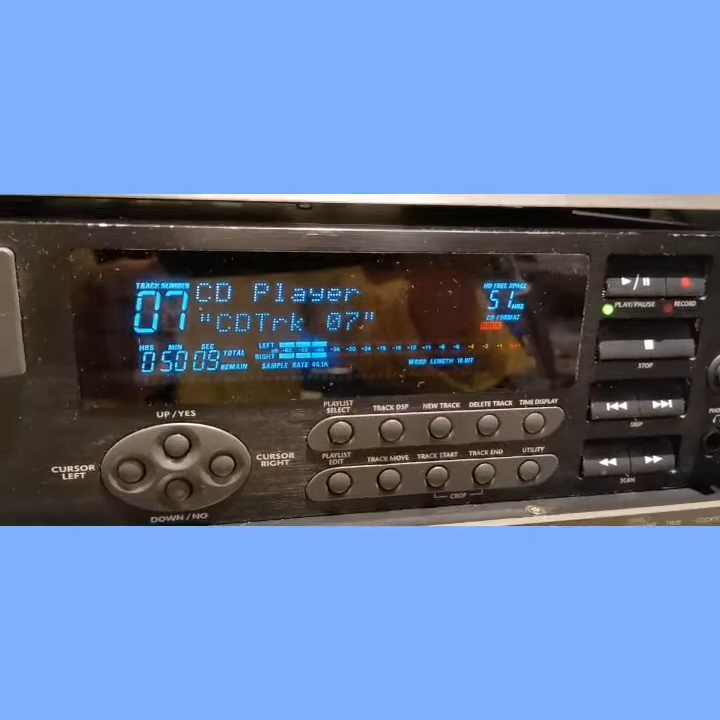 TRACK NUMBER
07
CD Player
"CDTrk 07"
HD FREE SPACE
51 HRS
CD FORMAT
AUDIO
HRS MIN SEC
0 50 09 TOTAL REMAIN
LEFT
dB
RIGHT
SAMPLE RATE 44.1K
WORD LENGTH 16 BIT
PLAY/PAUSE
RECORD
STOP
SKIP
SCAN
PLAYLIST SELECT
TRACK DSP
NEW TRACK
DELETE TRACK
TIME DISPLAY
PLAYLIST EDIT
TRACK MOVE
TRACK START
TRACK END
UTILITY
CROP
UP / YES
CURSOR LEFT
CURSOR RIGHT
DOWN / NO